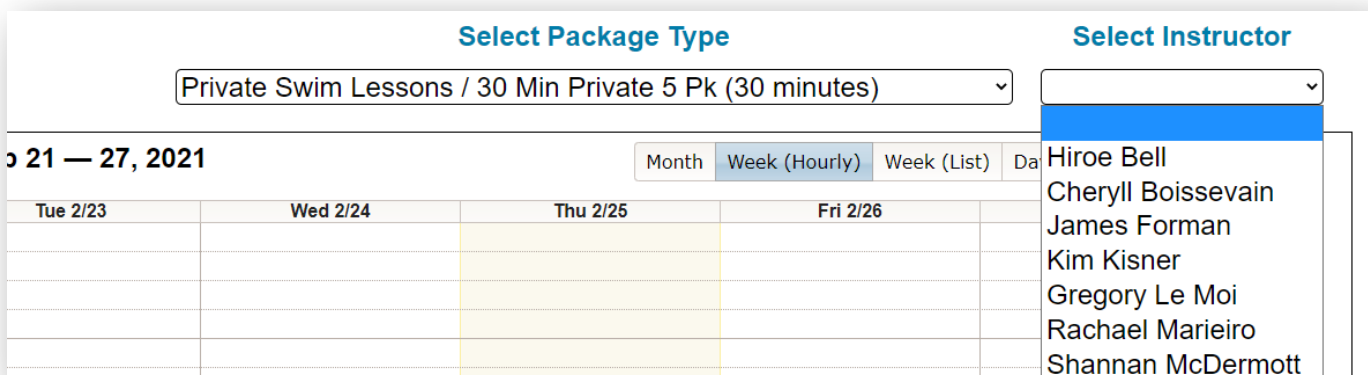 Select Package Type Select Instructor
Private Swim Lessons / 30 Min Private 5 Pk (30 minutes)
21 — 27, 2021 Month Week (Hourly) Week (List)
Tue 2/23 Wed 2/24 Thu 2/25 Fri 2/26
Hiroe Bell
Cheryll Boissevain
James Forman
Kim Kisner
Gregory Le Moi
Rachael Marieiro
Shannan McDermott